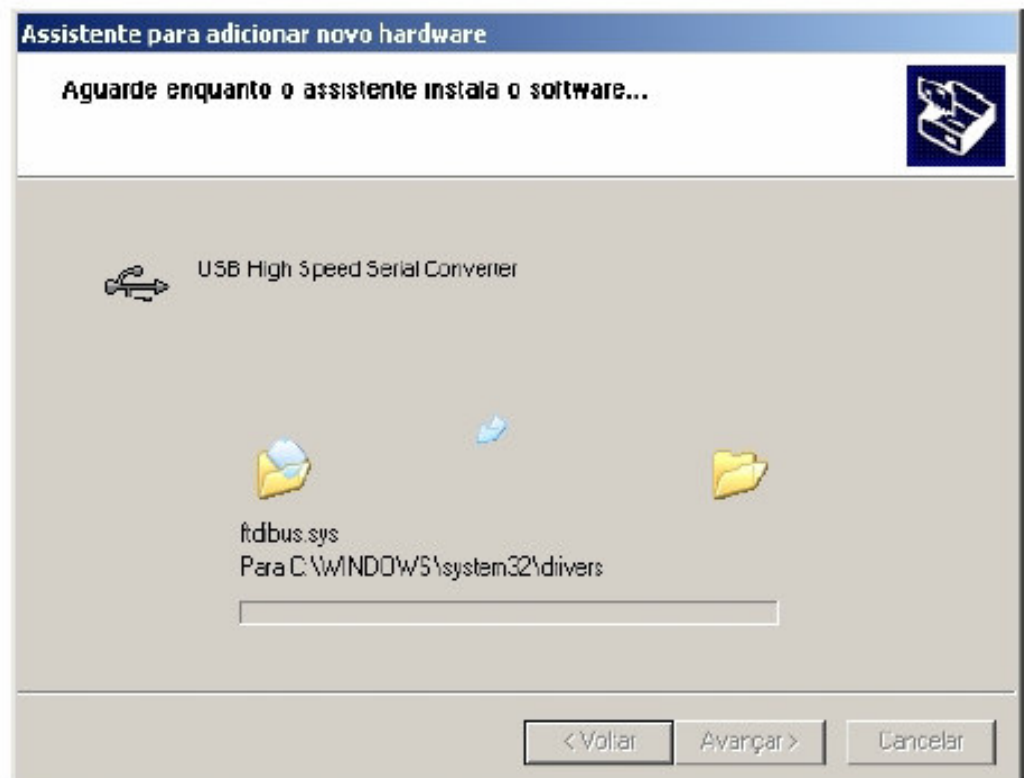 Assistente para adicionar novo hardware
Aguarde enquanto o assistente instala o software...
USB High Speed Serial Converter
ftdibus.sys
Para C:\WINDOWS\system32\drivers
< Voltar
Avançar >
Cancelar